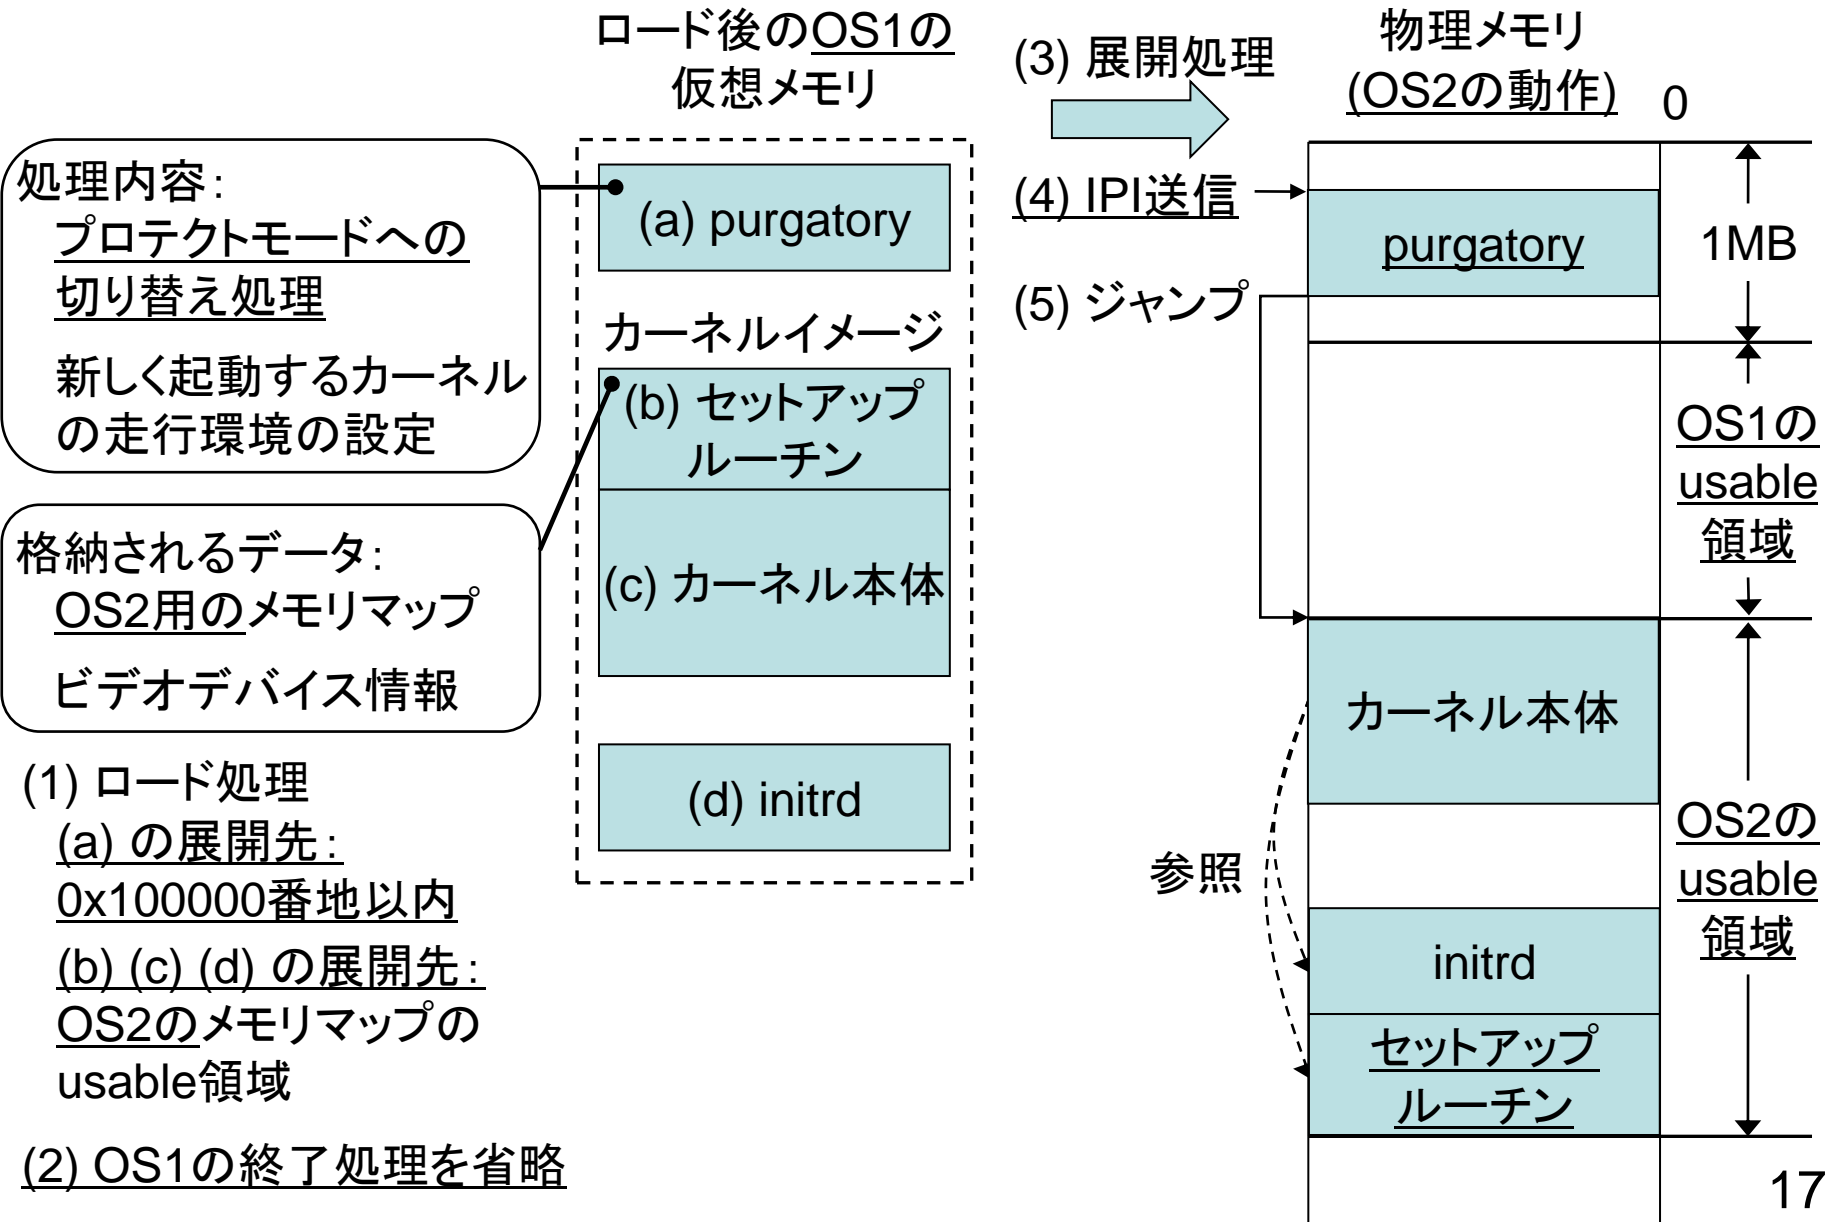 ロード後のOS1の
仮想メモリ
(3) 展開処理
物理メモリ
(OS2の動作)
0
処理内容:
プロテクトモードへの
切り替え処理
新しく起動するカーネル
の走行環境の設定
格納されるデータ:
OS2用のメモリマップ
ビデオデバイス情報
(1) ロード処理
(a) の展開先:
0x100000番地以内
(b) (c) (d) の展開先:
OS2のメモリマップの
usable領域
(2) OS1の終了処理を省略
(a) purgatory
カーネルイメージ
(b) セットアップ
ルーチン
(c) カーネル本体
(d) initrd
(4) IPI送信
(5) ジャンプ
参照
purgatory
カーネル本体
initrd
セットアップ
ルーチン
1MB
OS1の
usable
領域
OS2の
usable
領域
17